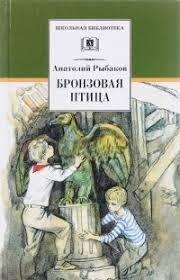 ШКОЛЬНАЯ БИБЛИОТЕКА
Анатолий Рыбаков
БРОНЗОВАЯ
ПТИЦА